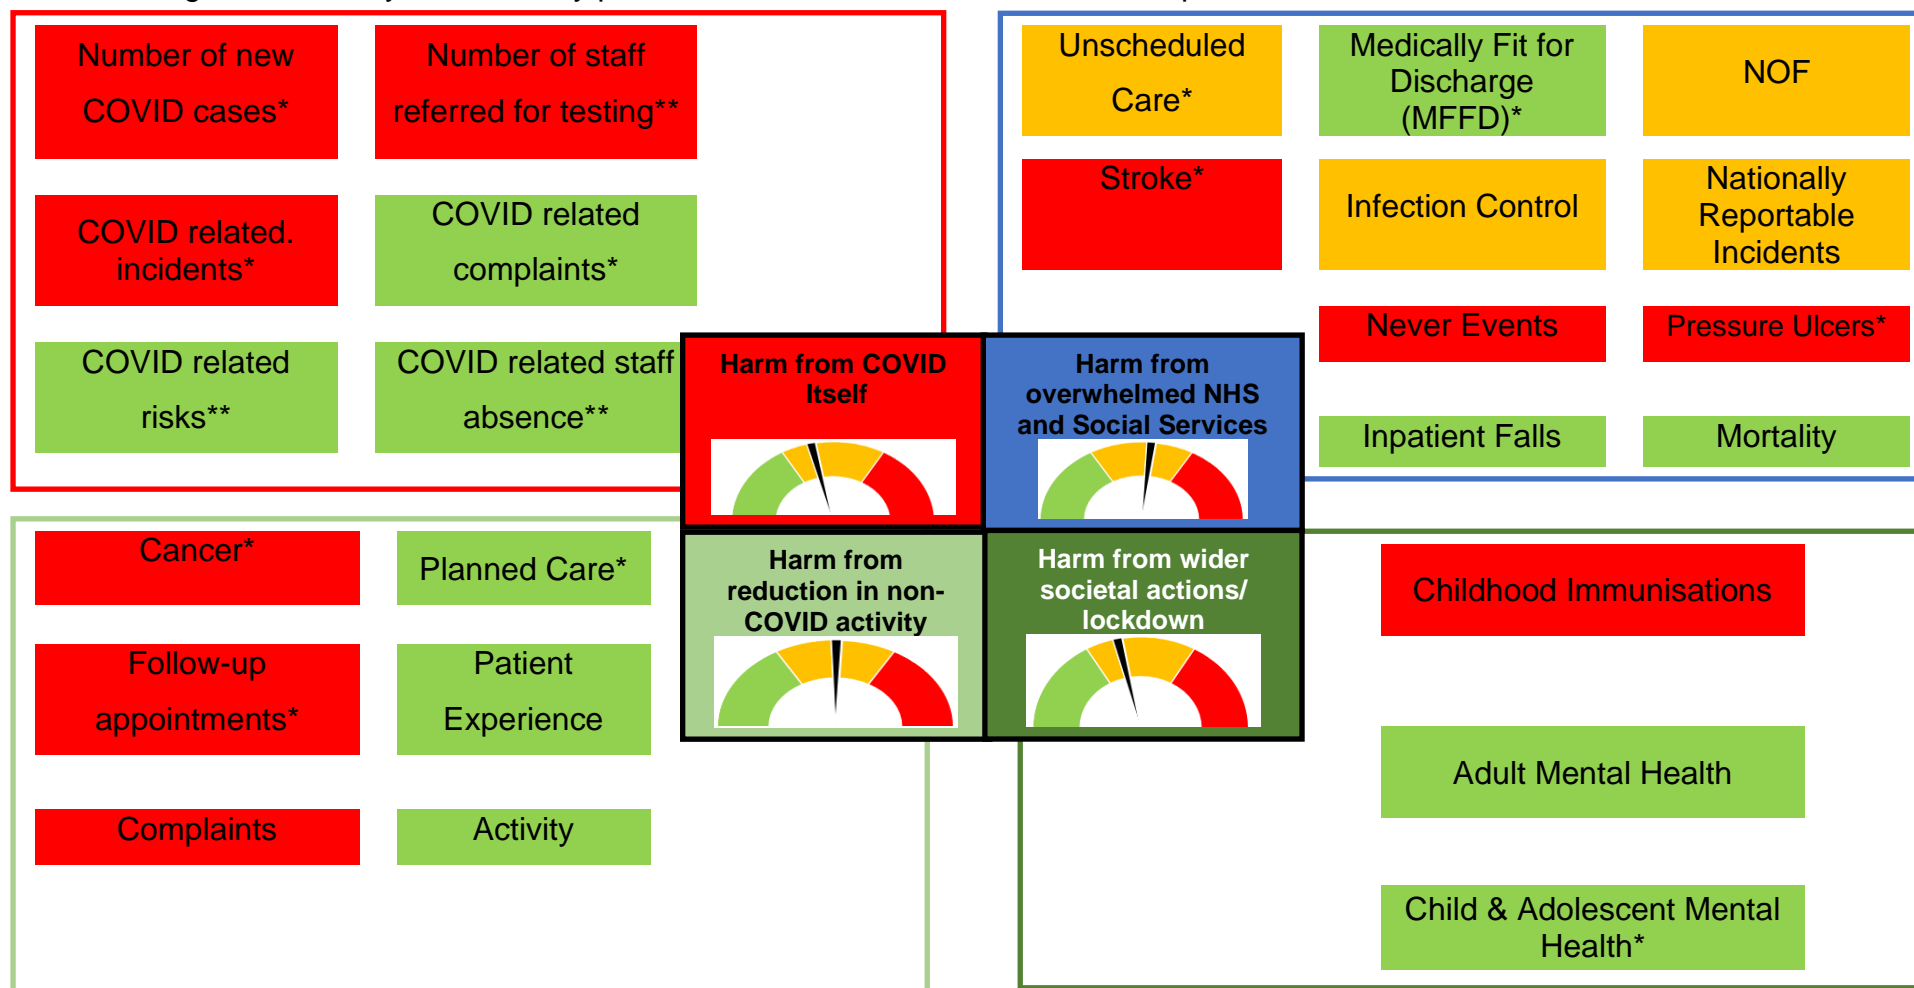 Number of new
COVID cases*
Number of staff
referred for testing**
COVID related.
incidents*
COVID related
complaints*
COVID related
risks**
COVID related staff
absence**
Unscheduled
Care*
Medically Fit for
Discharge
(MFFD)*
NOF
Stroke*
Infection Control
Nationally
Reportable
Incidents
Never Events
Pressure Ulcers*
Inpatient Falls
Mortality
Harm from COVID
Itself
Harm from
overwhelmed NHS
and Social Services
Harm from
reduction in non-
COVID activity
Harm from wider
societal actions/
lockdown
Cancer*
Planned Care*
Follow-up
appointments*
Patient
Experience
Complaints
Activity
Childhood Immunisations
Adult Mental Health
Child & Adolescent Mental
Health*